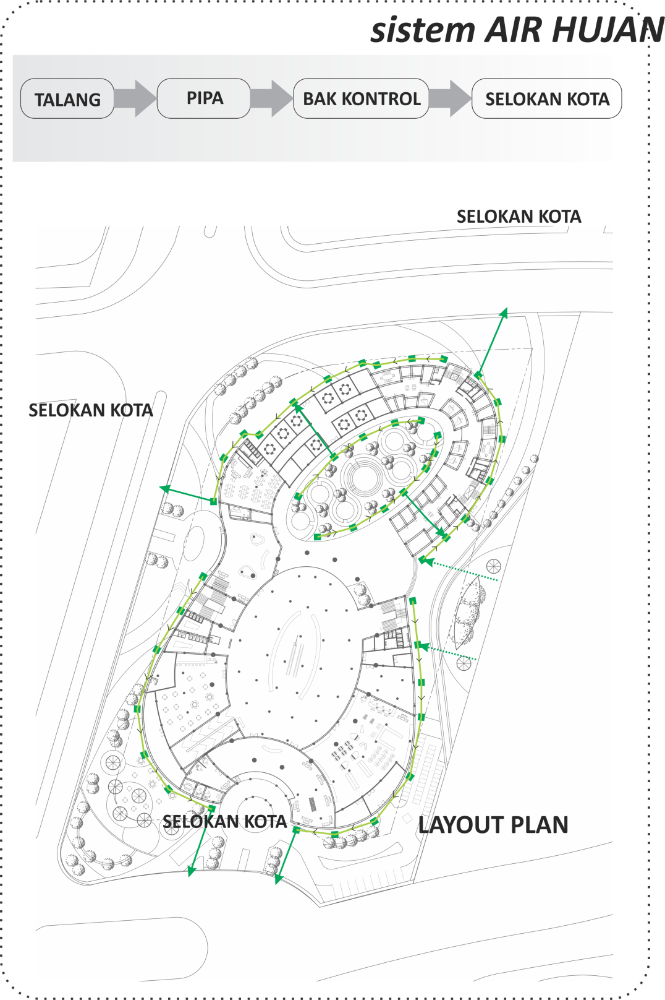 sistem AIR HUJAN
TALANG
PIPA
BAK KONTROL
SELOKAN KOTA
SELOKAN KOTA
SELOKAN KOTA
SELOKAN KOTA
LAYOUT PLAN